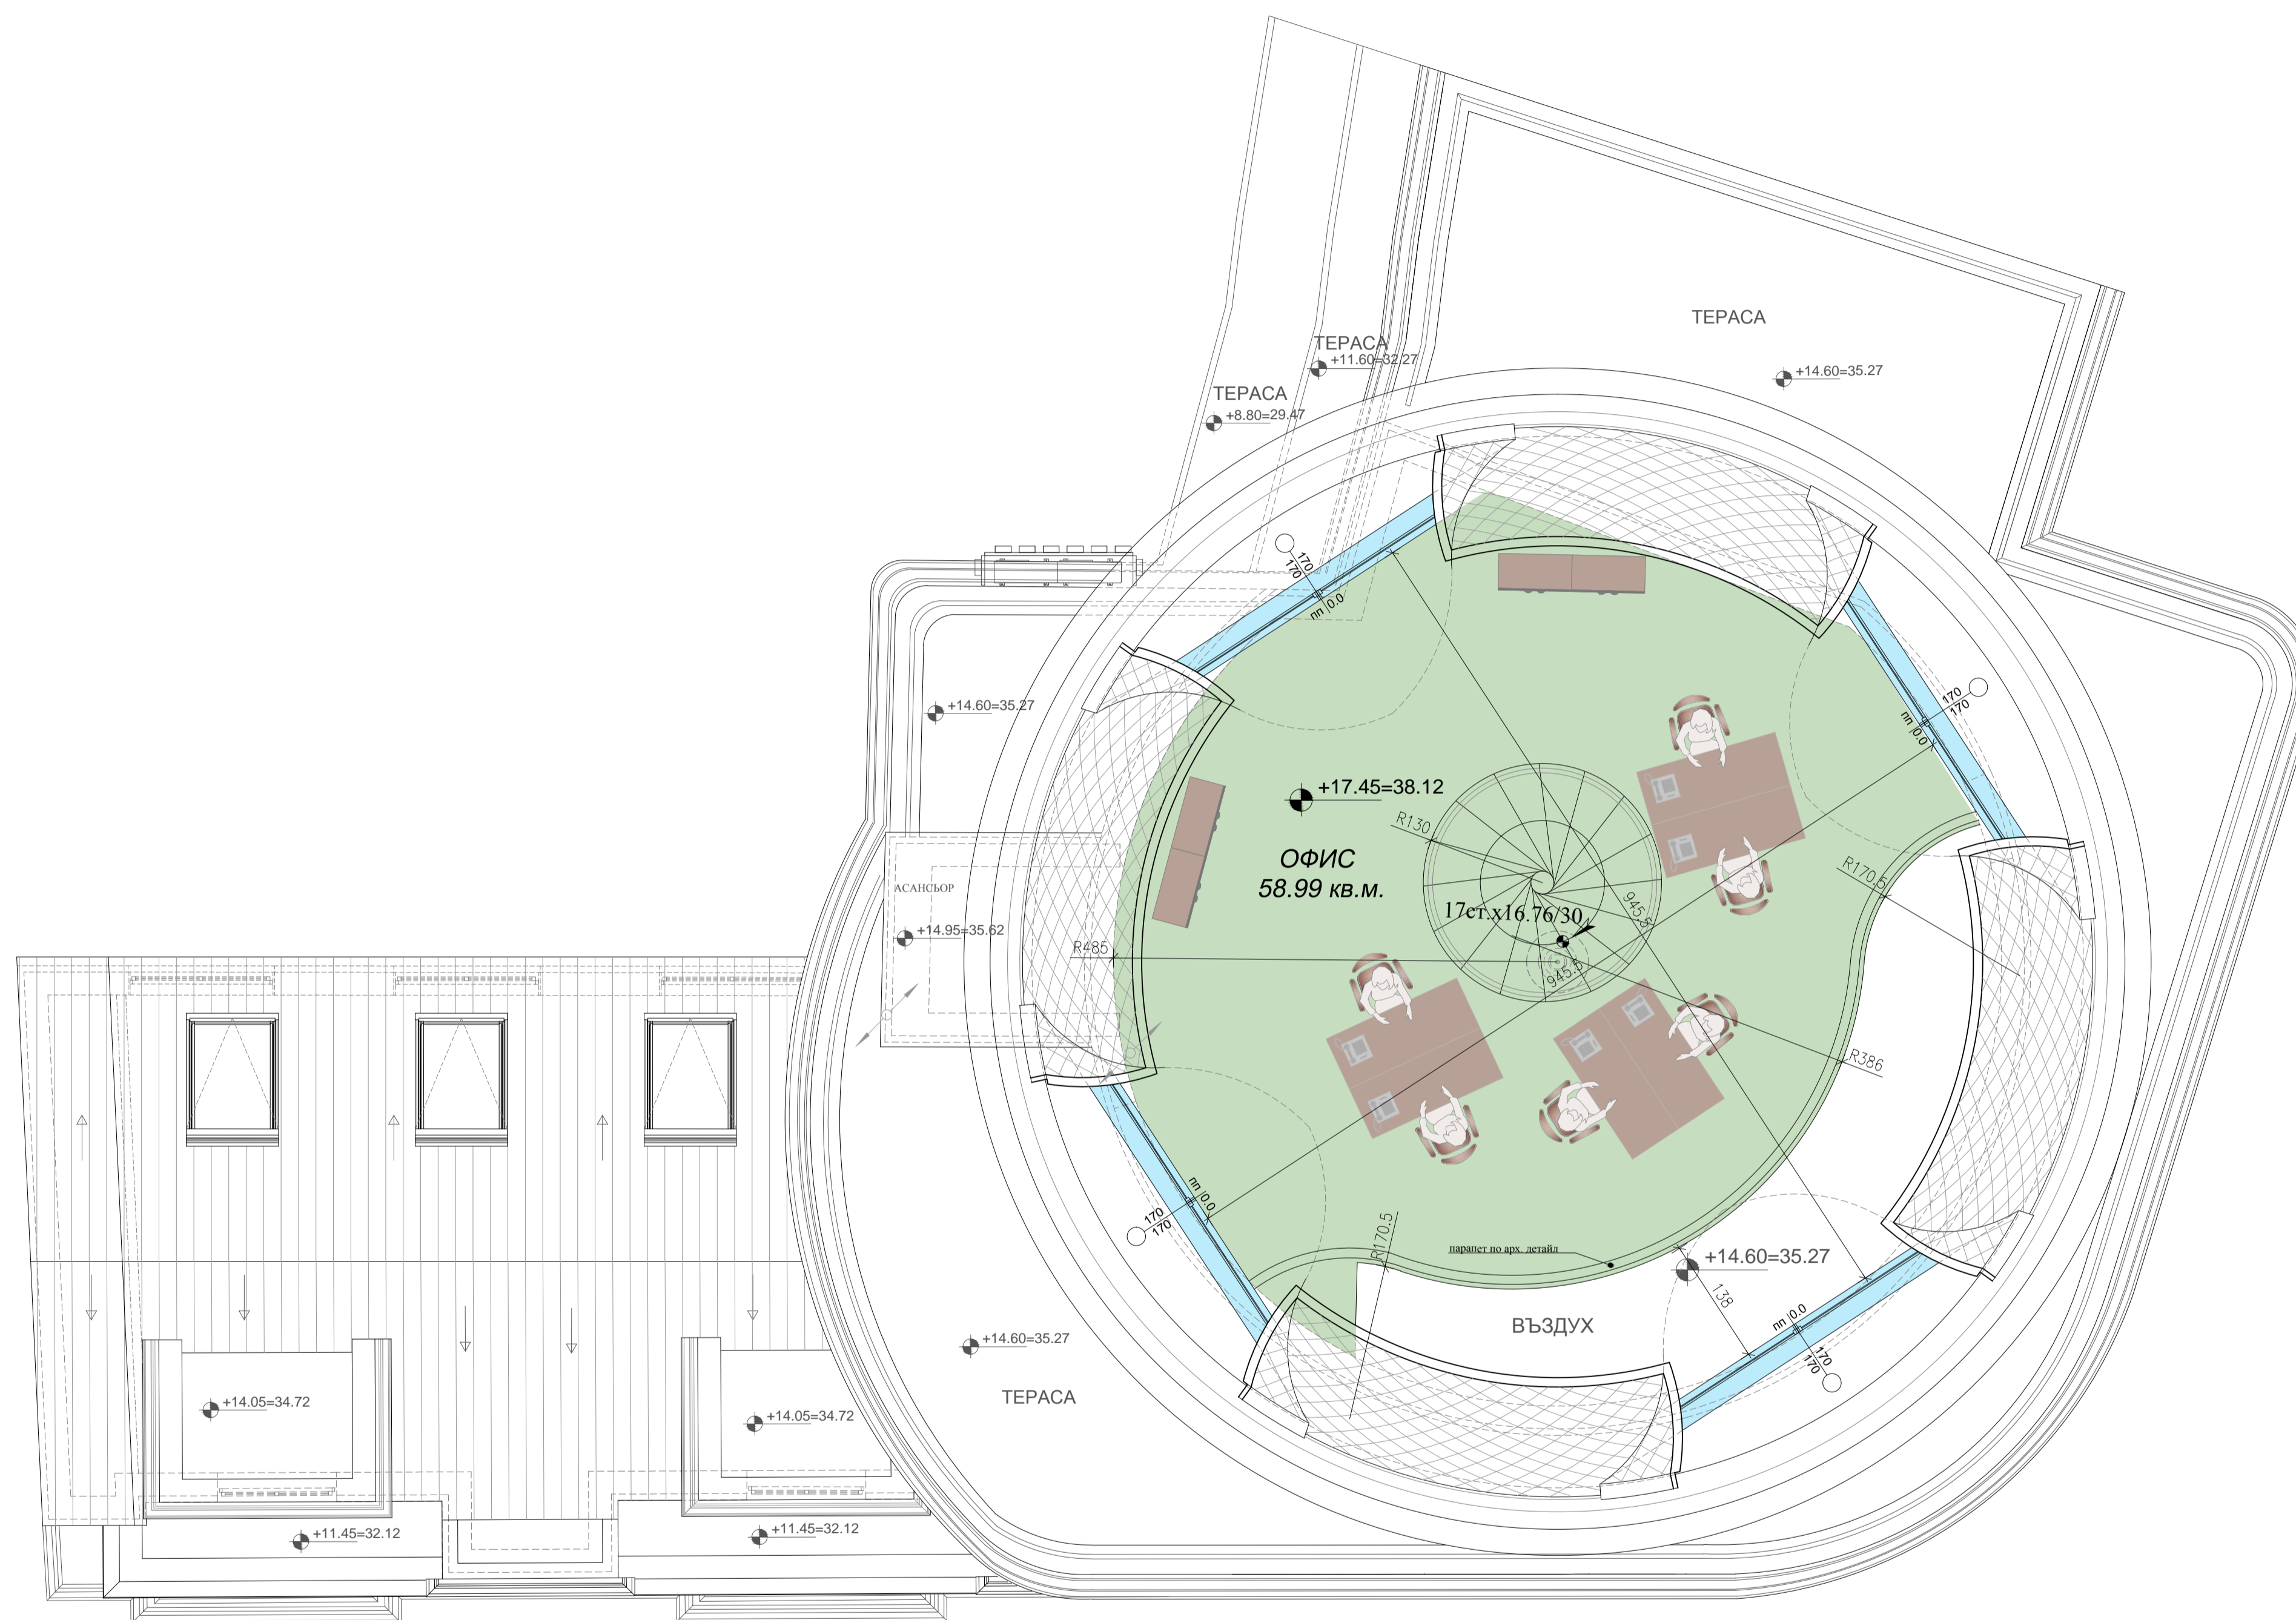 ТЕРАСА
+14.60=35.27
ТЕРАСА
+11.60=32.27
ТЕРАСА
+8.80=29.47
170
170
пп 0.0
170
170
пп 0.0
+14.60=35.27
+17.45=38.12
R130
ОФИС
58.99 кв.м.
R170.5
АСАНСЬОР
+14.95=35.62
17ст.x16.76/30
945.5
R485
945.5
R386
пп 0.0
170
170
R170.5
парапет по арх. детайл
+14.60=35.27
138
ВЪЗДУХ
пп 0.0
170
170
+14.60=35.27
ТЕРАСА
+14.05=34.72
+14.05=34.72
+11.45=32.12
+11.45=32.12